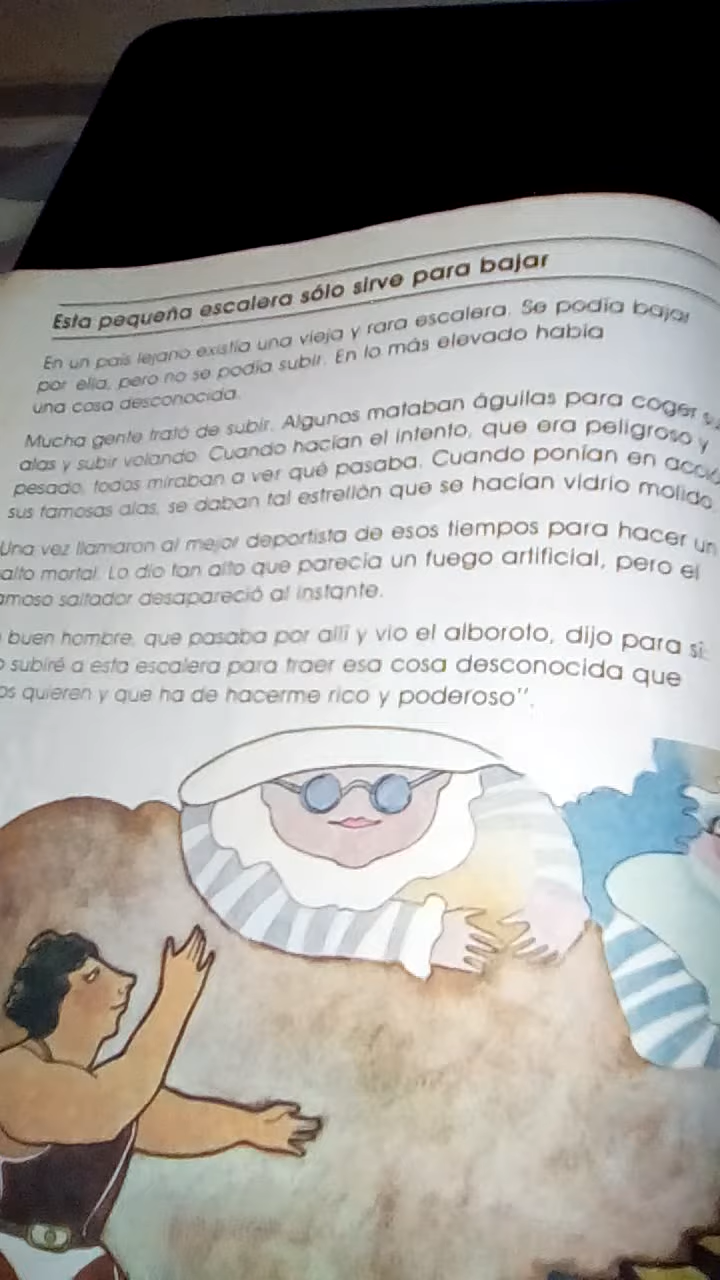 Esta pequeña escalera sólo sirve para bajar
En un país lejano existía una vieja y rara escalera. Se podía bajar
por ella, pero no se podía subir. En lo más elevado había
una cosa desconocida.
Mucha gente trató de subir. Algunos mataban águilas para coger
alas y subir volando. Cuando hacían el intento, que era peligroso y
pesado, todos miraban a ver qué pasaba. Cuando ponían en
sus famosas alas, se daban tal estrellón que se hacían vidrio molido.
Una vez llamaron al mejor deportista de esos tiempos para hacer un
alto mortal. Lo dio tan alto que parecía un fuego artificial, pero el
amoso saltador desapareció al instante.
buen hombre, que pasaba por allí y vio el alboroto, dijo para sí:
subiré a esta escalera para traer esa cosa desconocida que
os quieren y que ha de hacerme rico y poderoso".